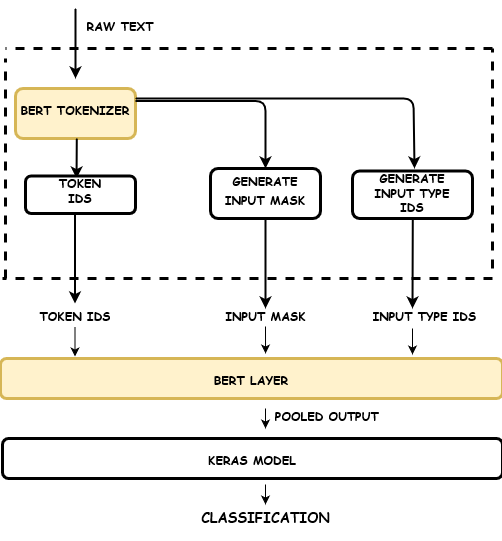 RAW TEXT
BERT TOKENIZER
TOKEN
IDS
GENERATE
INPUT MASK
GENERATE
INPUT TYPE
IDS
TOKEN IDS
INPUT MASK
INPUT TYPE IDS
BERT LAYER
POOLED OUTPUT
KERAS MODEL
CLASSIFICATION